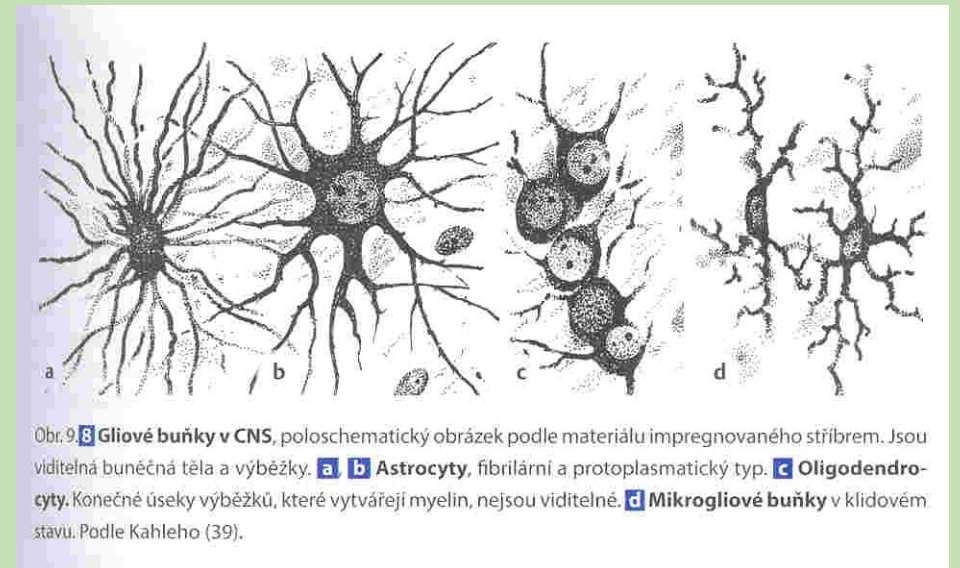 a b c d
Obr. 9.8 Gliové buňky v CNS, poloschematický obrázek podle materiálu impregnovaného stříbrem. Jsou
viditelná buněčná těla a výběžky. a, b Astrocyty, fibrilární a protoplasmatický typ. c Oligodendro-
cyty. Konečné úseky výběžků, které vytvářejí myelin, nejsou viditelné. d Mikrogliové buňky v klidovém
stavu. Podle Kahleho (39).